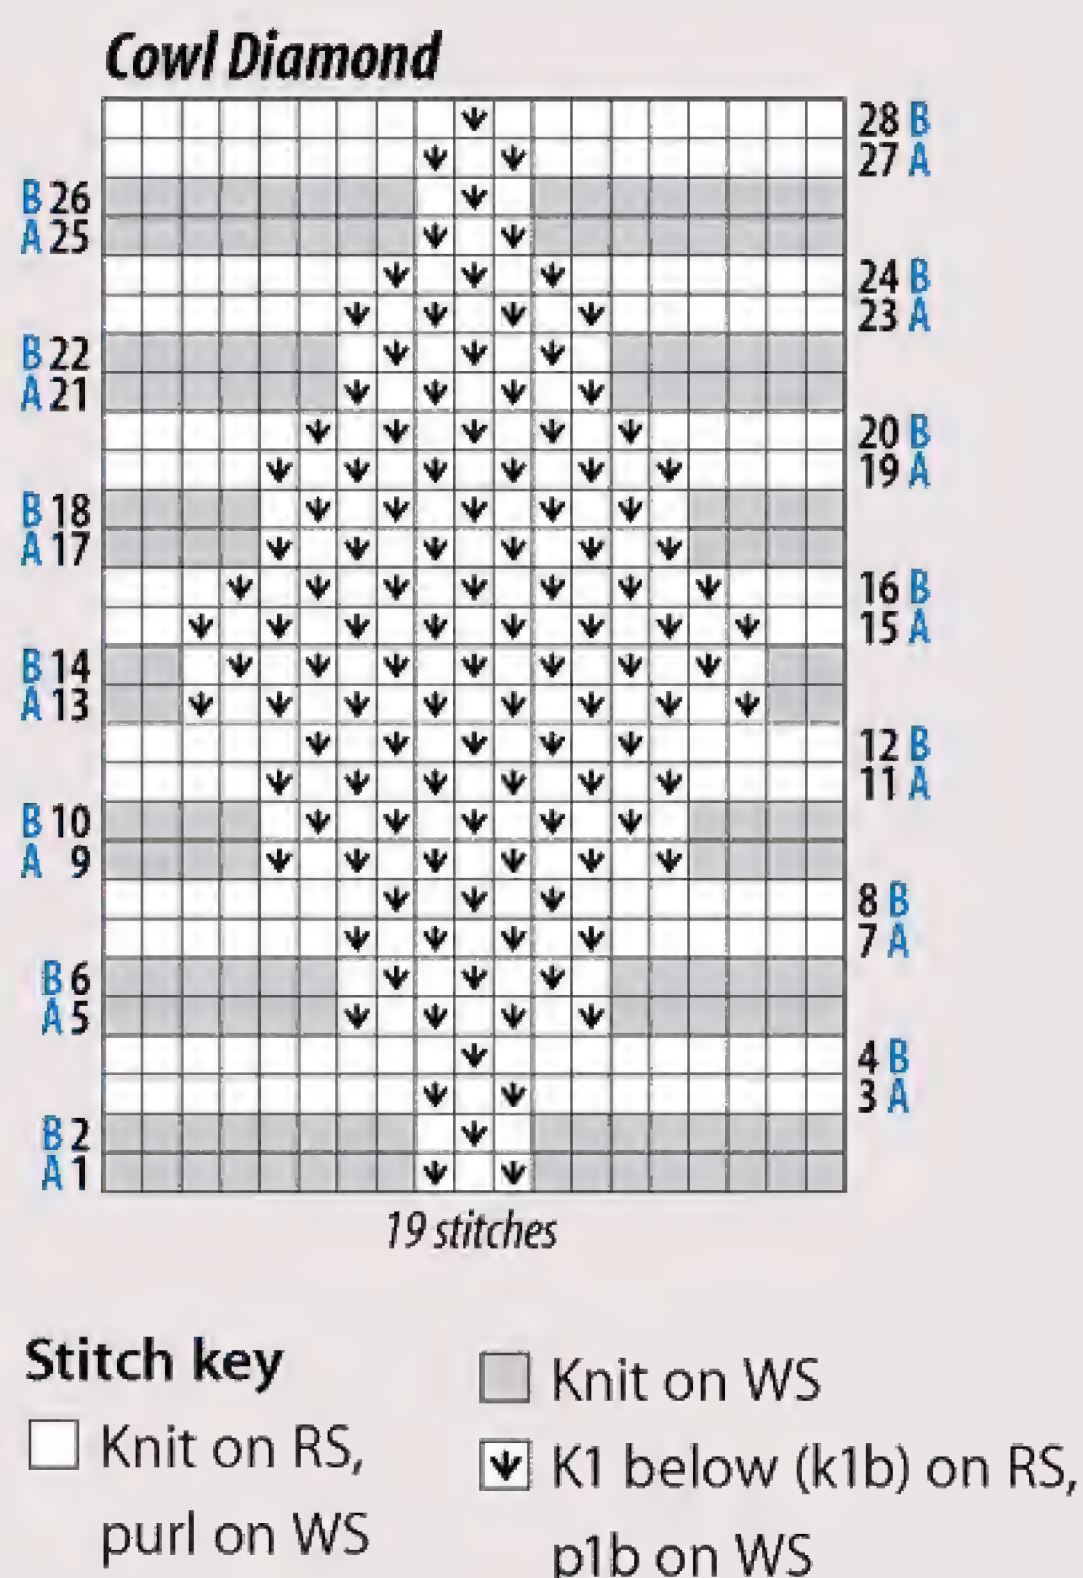 Cowl Diamond
28 B
27 A
B 26
A 25
24 B
23 A
B 22
A 21
20 B
19 A
B 18
A 17
16 B
15 A
B 14
A 13
12 B
11 A
B 10
A 9
8 B
7 A
B 6
A 5
4 B
3 A
B 2
A 1
19 stitches
Stitch key
Knit on RS,
purl on WS
Knit on WS
K1 below (k1b) on RS,
p1b on WS